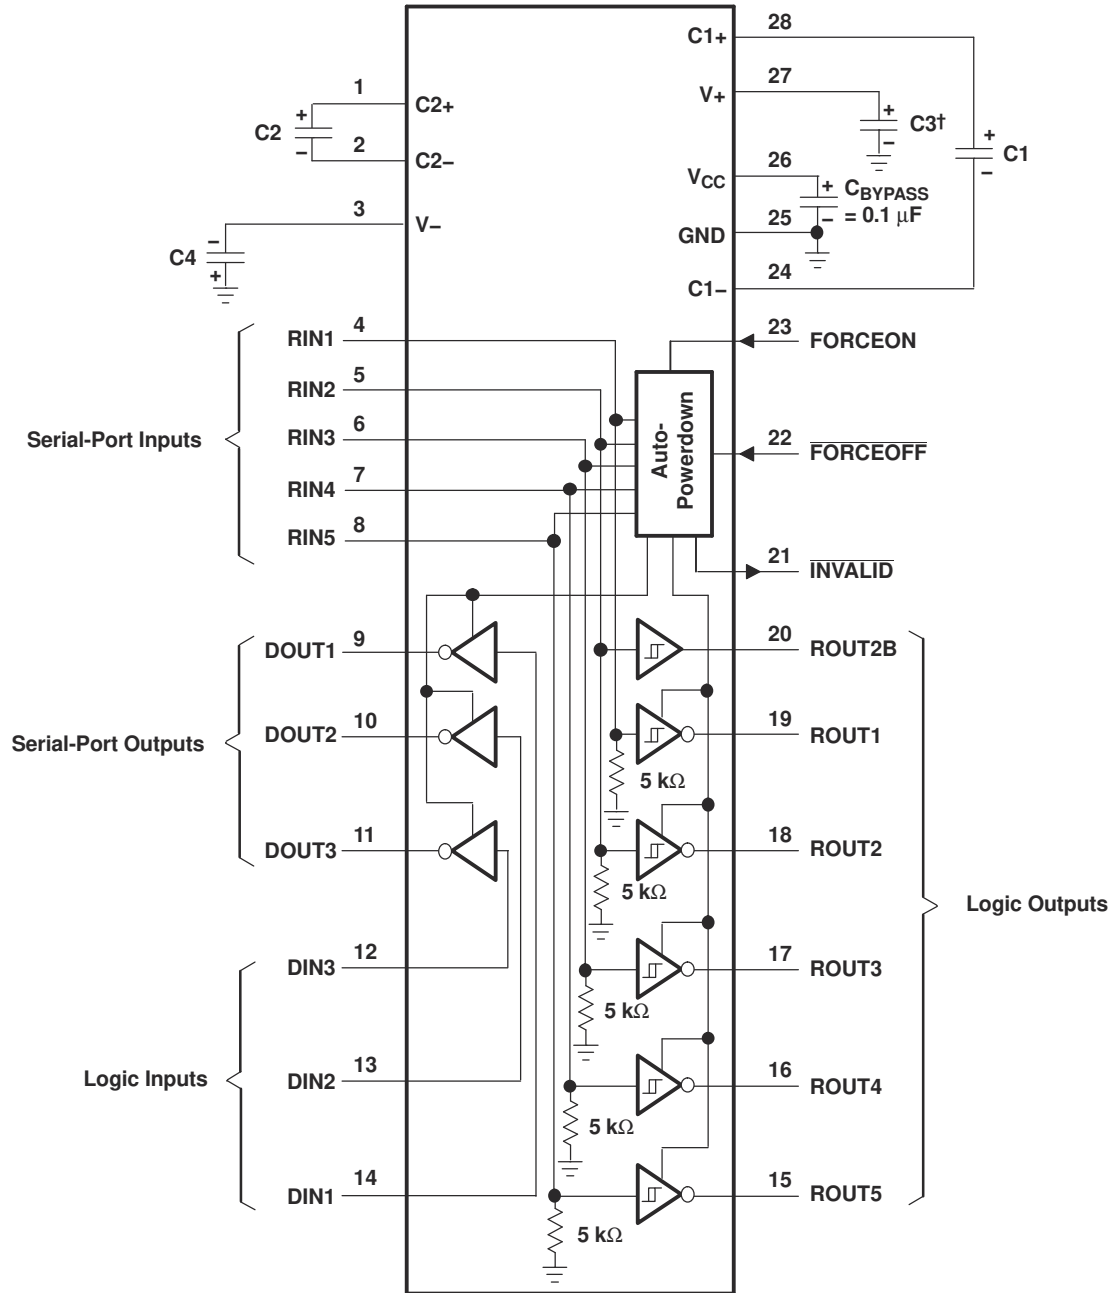 28
C1+
27
V+
C3†
C1
26
VCC
CBYPASS
= 0.1 μF
25
GND
24
C1−
1
C2+
C2
2
C2−
3
V−
C4
+
−
+
−
+
−
+
−
−
+
Serial-Port Inputs
RIN1 4
RIN2 5
RIN3 6
RIN4 7
RIN5 8
23 FORCEON
22 FORCEOFF
21 INVALID
Auto-
Powerdown
Serial-Port Outputs
DOUT1 9
DOUT2 10
DOUT3 11
Logic Inputs
DIN3 12
DIN2 13
DIN1 14
20 ROUT2B
19 ROUT1
5 kΩ
18 ROUT2
5 kΩ
17 ROUT3
5 kΩ
16 ROUT4
5 kΩ
15 ROUT5
5 kΩ
Logic Outputs